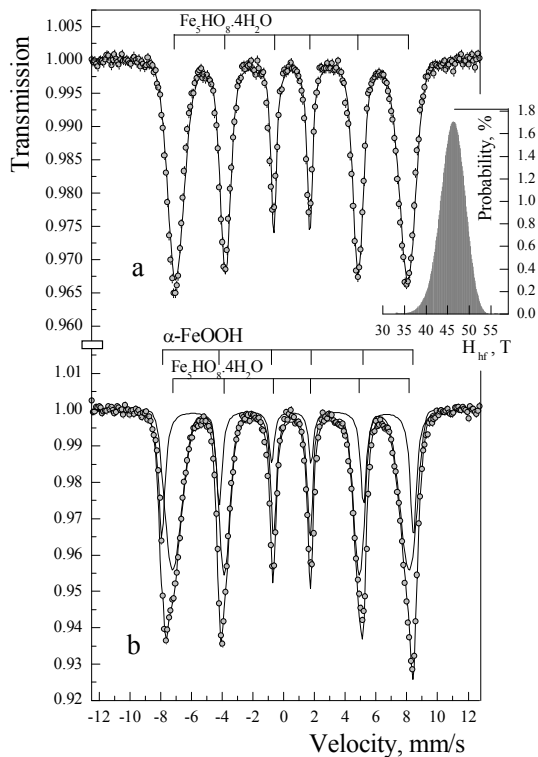 1.005
Fe5HO8.4H2O
1.000
0.995
0.990
0.985
0.980
0.975
0.970
0.965
0.960
Transmission
a
1.8
1.6
1.4
1.2
1.0
0.8
0.6
0.4
0.2
0.0
Probability, %
30 35 40 45 50 55
Hhf, T
α-FeOOH
Fe5HO8.4H2O
1.01
1.00
0.99
0.98
0.97
0.96
0.95
0.94
0.93
0.92
b
-12 -10 -8 -6 -4 -2 0 2 4 6 8 10 12
Velocity, mm/s